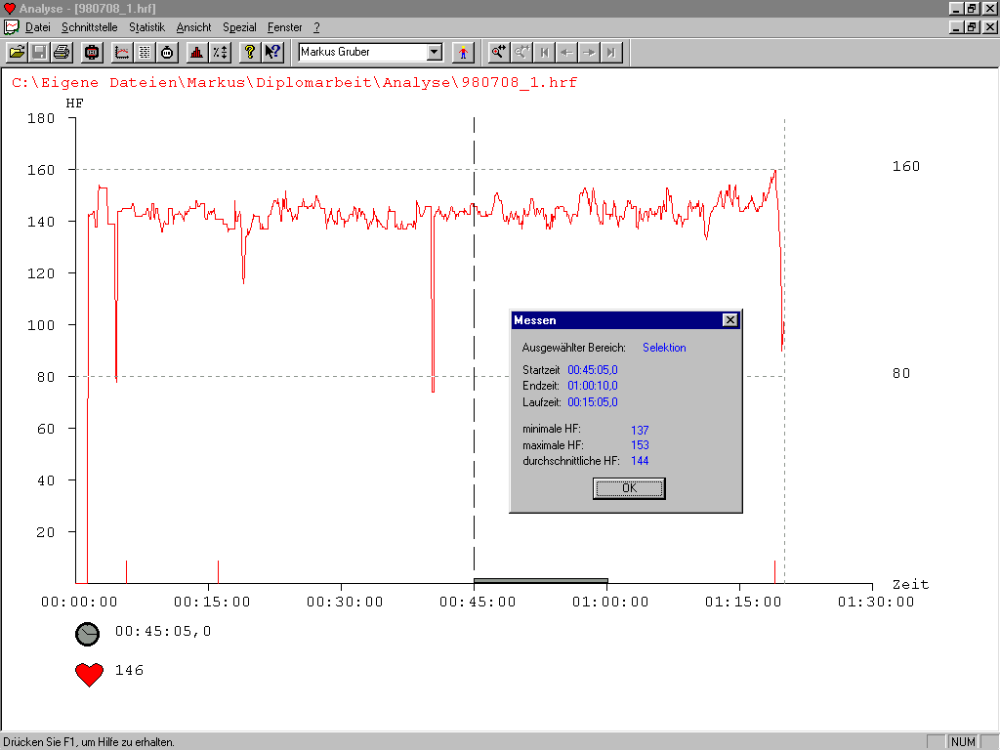 Analyse - [980708_1.hrf]
Datei Schnittstelle Statistik Ansicht Spezial Fenster ?
Markus Gruber
C:\Eigene Dateien\Markus\Diplomarbeit\Analyse\980708_1.hrf
HF
180
160 160
140
120
100
80 80
60
40
20
Messen
Ausgewählter Bereich: Selektion
Startzeit 00:45:05,0
Endzeit: 01:00:10,0
Laufzeit: 00:15:05,0
minimale HF: 137
maximale HF: 153
durchschnittliche HF: 144
OK
Zeit
00:00:00 00:15:00 00:30:00 00:45:00 01:00:00 01:15:00 01:30:00
00:45:05,0
146
Drücken Sie F1, um Hilfe zu erhalten. NUM